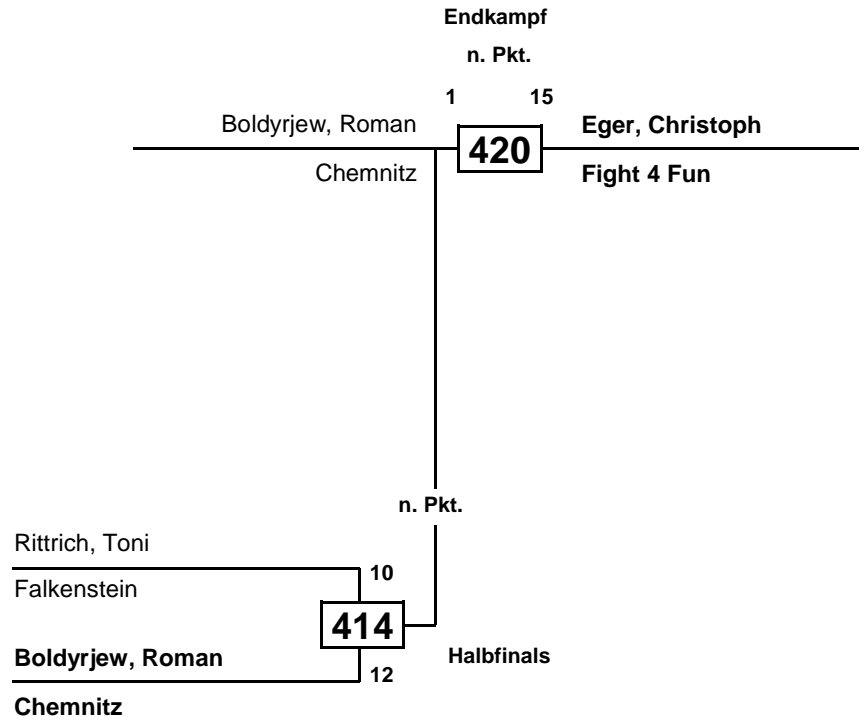 Endkampf
n. Pkt.
1 15
Boldyrjew, Roman 420 Eger, Christoph
Chemnitz Fight 4 Fun
n. Pkt.
Rittrich, Toni
10
Falkenstein
414
Boldyrjew, Roman Halbfinals
12
Chemnitz